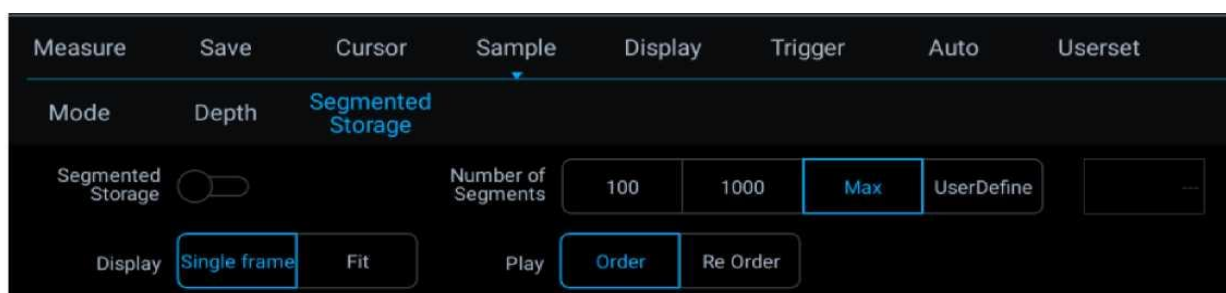 Measure Save Cursor Sample Display Trigger Auto Userset
Mode Depth Segmented
Storage
Segmented
Storage
Number of
Segments
100 1000 Max UserDefine ---
Display Single frame Fit Play Order Re Order